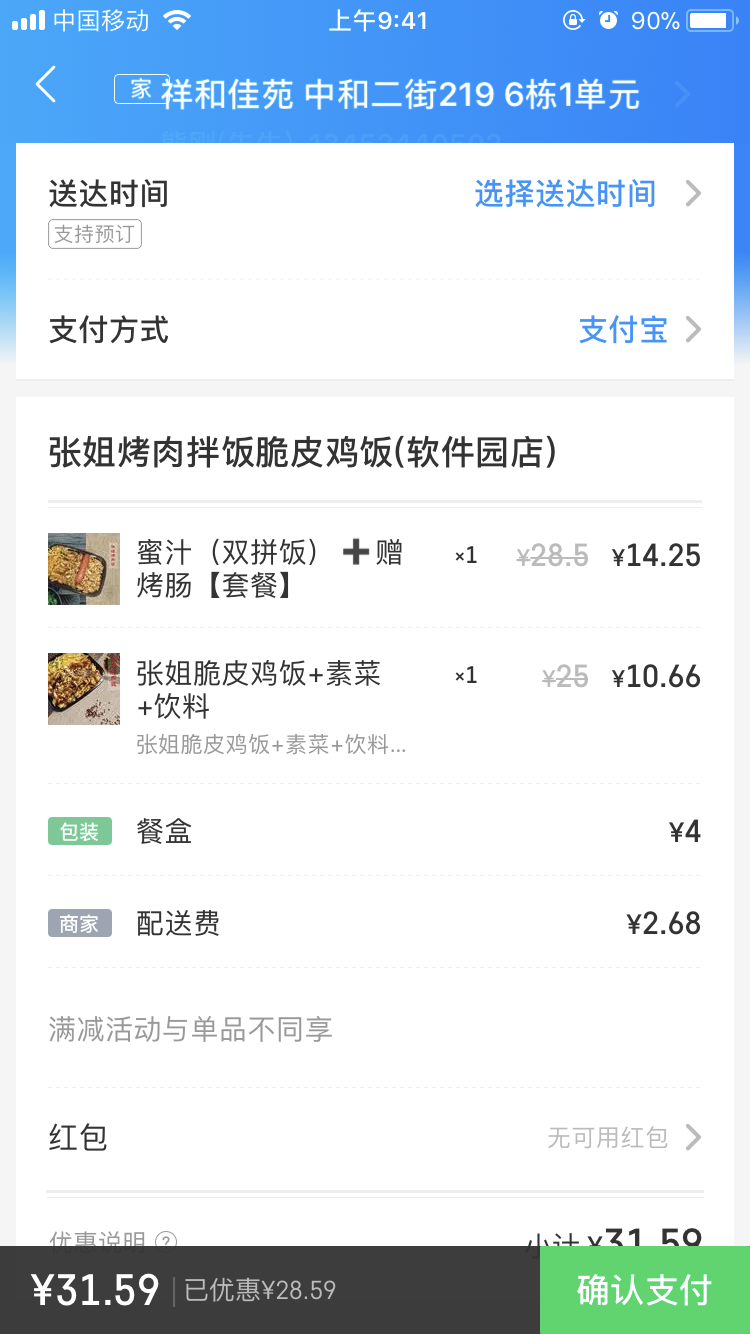 中国移动 上午9:41 90%
家 祥和佳苑 中和二街219 6栋1单元
送达时间 选择送达时间
支持预订
支付方式 支付宝
张姐烤肉拌饭脆皮鸡饭(软件园店)
蜜汁（双拼饭）➕赠 ×1 ¥28.5 ¥14.25
烤肠【套餐】
张姐脆皮鸡饭+素菜 ×1 ¥25 ¥10.66
+饮料
张姐脆皮鸡饭+素菜+饮料...
包装 餐盒 ¥4
商家 配送费 ¥2.68
满减活动与单品不同享
红包 无可用红包
优惠说明 ? 小计 ¥31.59
¥31.59 已优惠¥28.59 确认支付